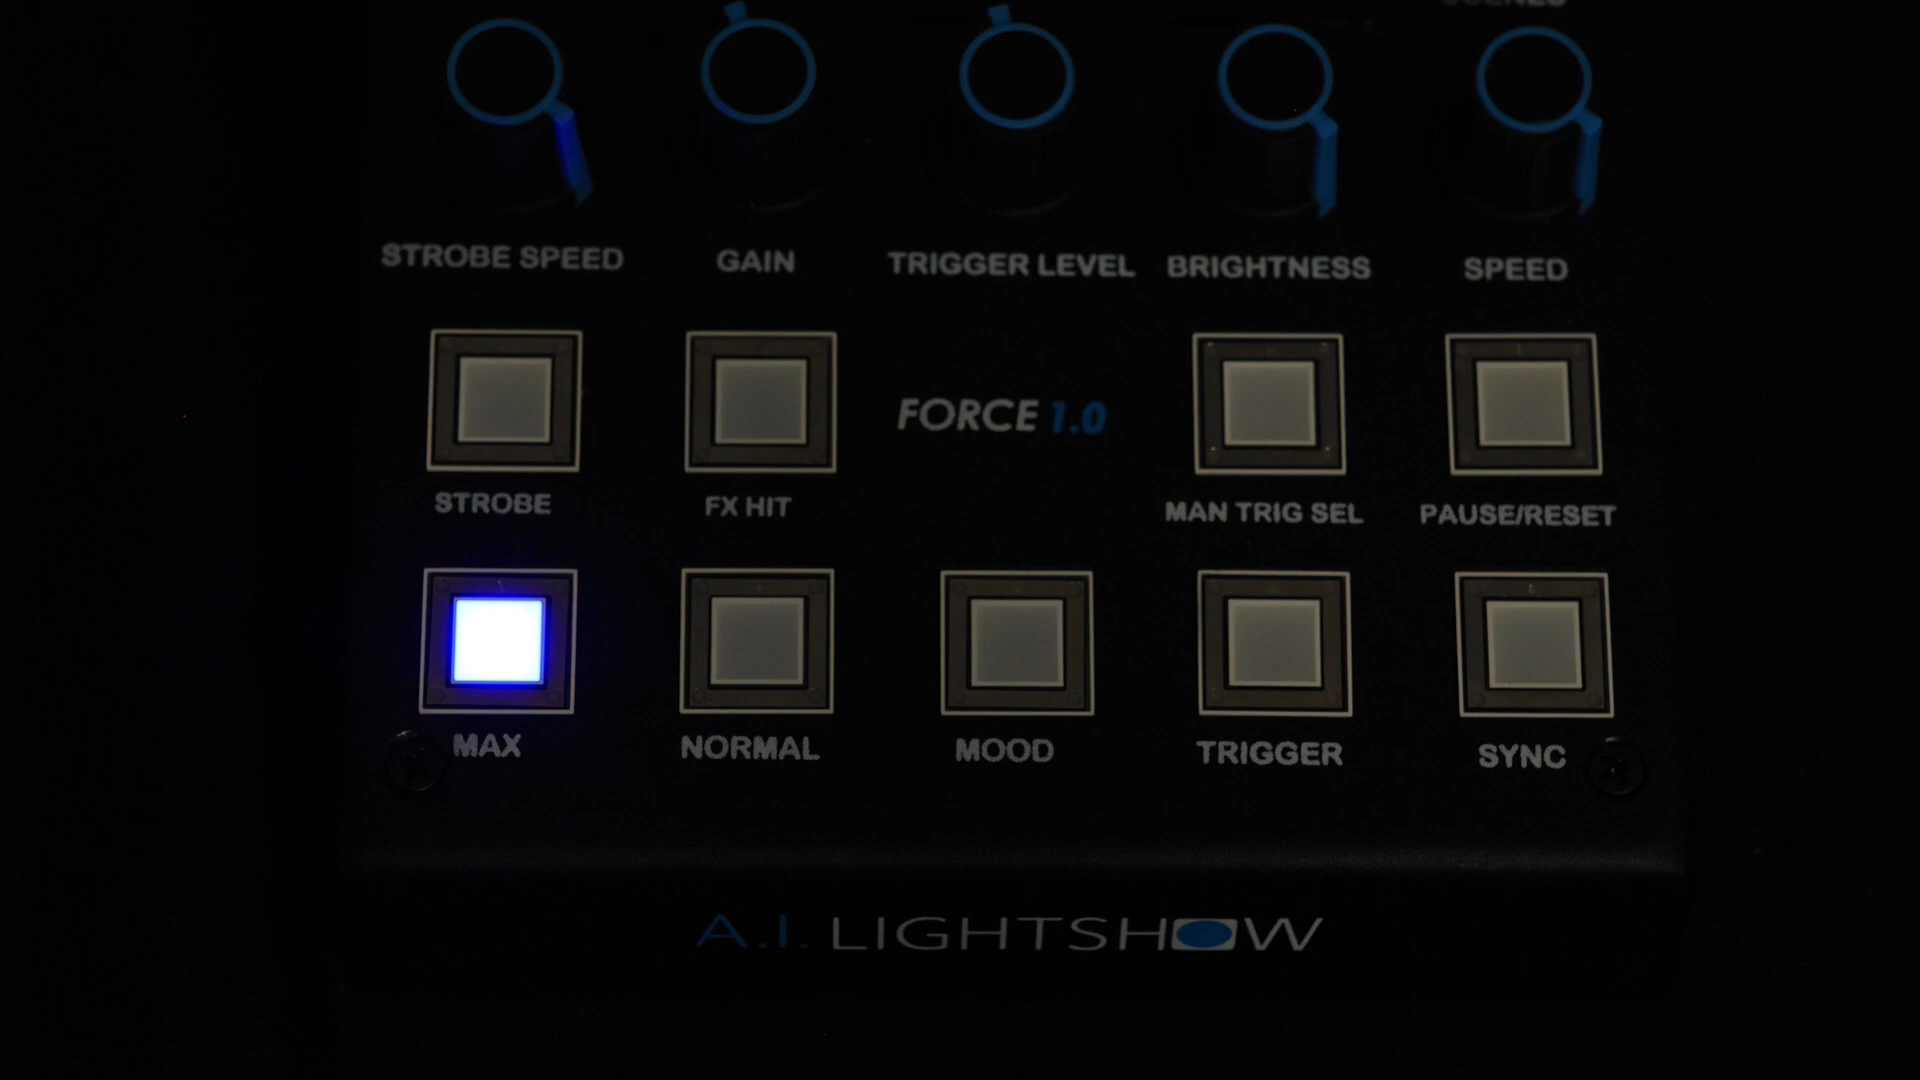 SCENES
STROBE SPEED GAIN TRIGGER LEVEL BRIGHTNESS SPEED
FORCE 1.0
STROBE FX HIT MAN TRIG SEL PAUSE/RESET
MAX NORMAL MOOD TRIGGER SYNC
A.I. LIGHTSHOW